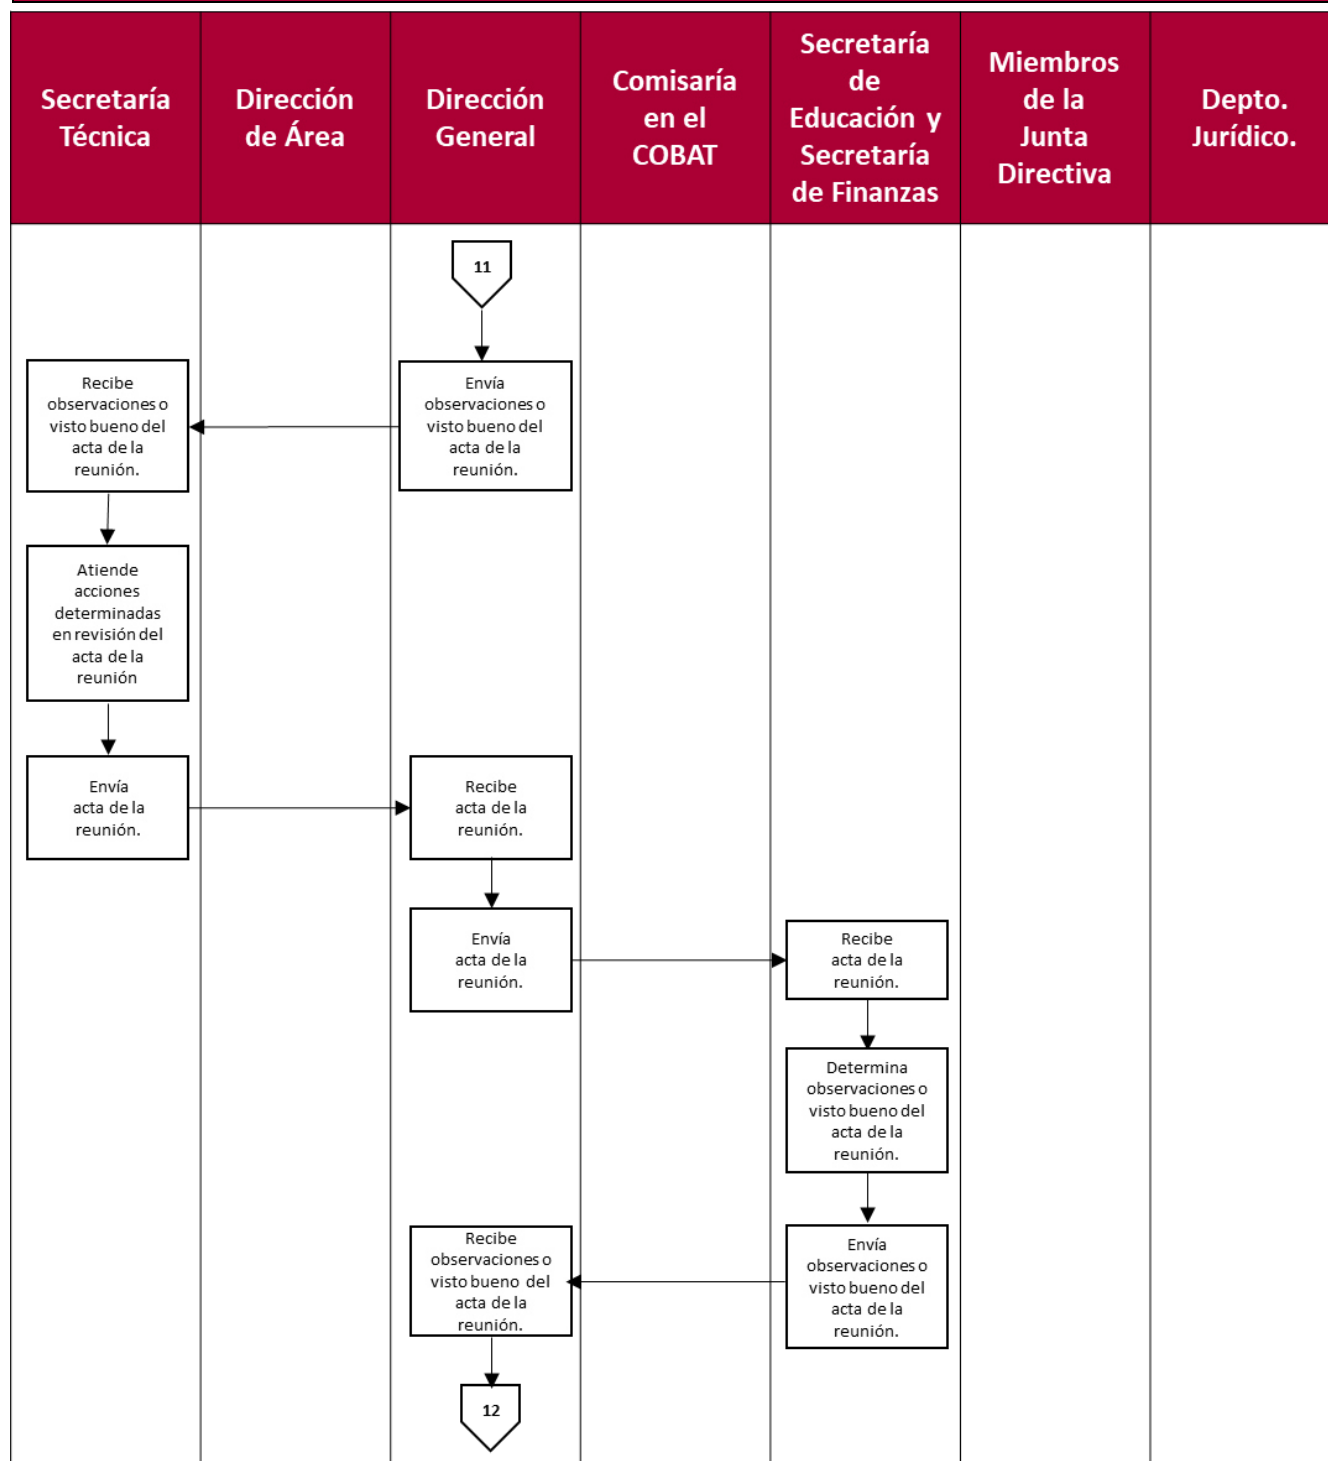 Secretaría
Técnica
Dirección
de Área
Dirección
General
Comisaría
en el
COBAT
Secretaría
de
Educación y
Secretaría
de Finanzas
Miembros
de la
Junta
Directiva
Depto.
Jurídico.
11
Recibe
observaciones o
visto bueno del
acta de la
reunión.
Envía
observaciones o
visto bueno del
acta de la
reunión.
Atiende
acciones
determinadas
en revisión del
acta de la
reunión
Envía
acta de la
reunión.
Recibe
acta de la
reunión.
Envía
acta de la
reunión.
Recibe
acta de la
reunión.
Determina
observaciones o
visto bueno del
acta de la
reunión.
Recibe
observaciones o
visto bueno del
acta de la
reunión.
Envía
observaciones o
visto bueno del
acta de la
reunión.
12